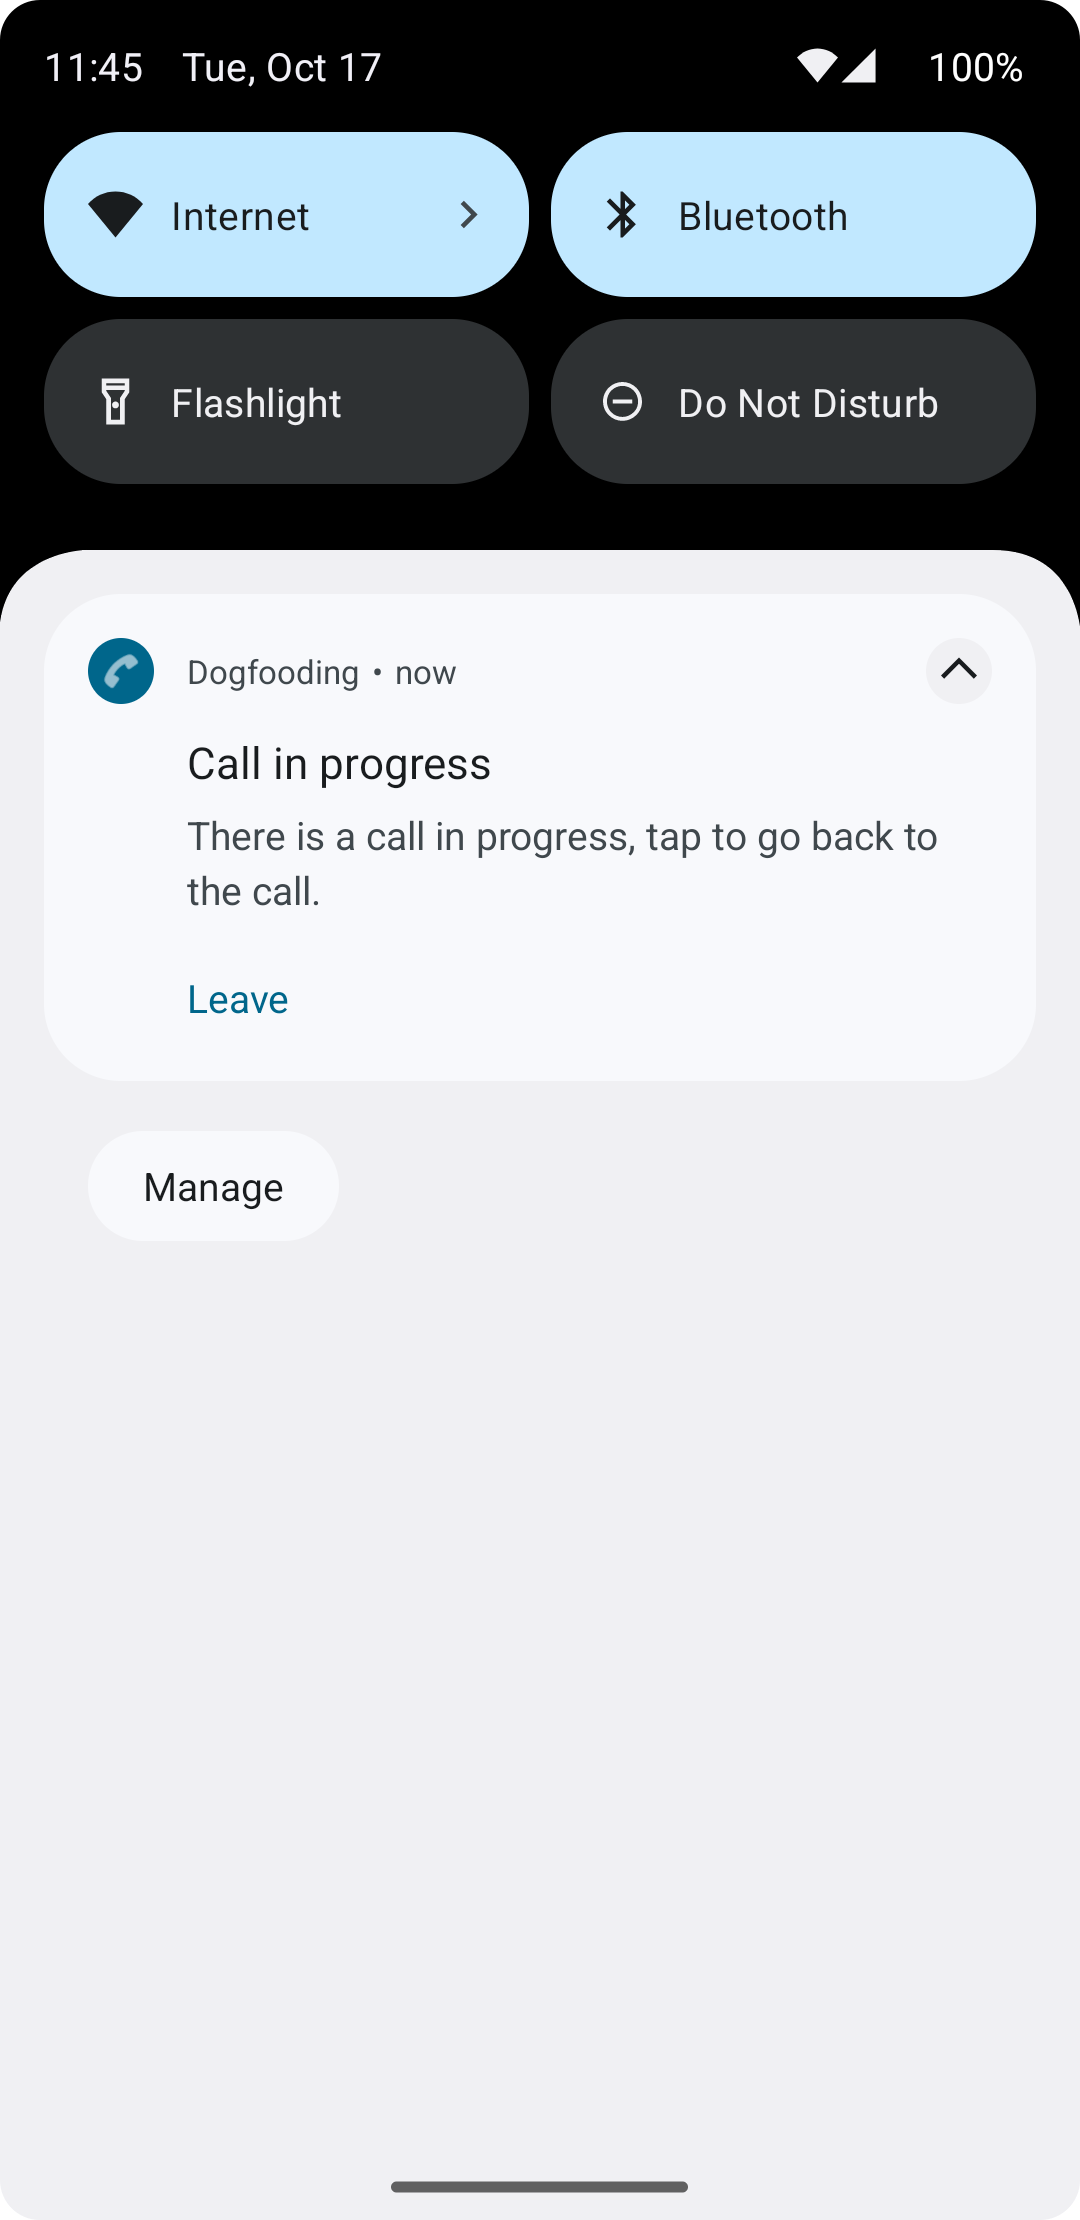 11:45 Tue, Oct 17 100%
Internet Bluetooth
Flashlight Do Not Disturb
Dogfooding • now
Call in progress
There is a call in progress, tap to go back to
the call.
Leave
Manage